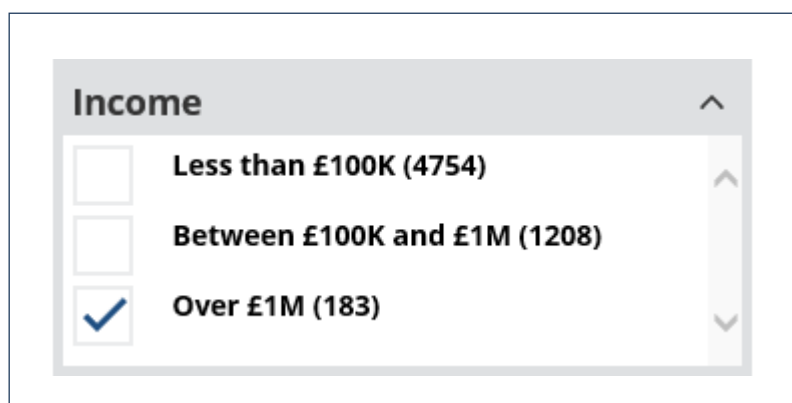 Income
Less than £100K (4754)
Between £100K and £1M (1208)
Over £1M (183)